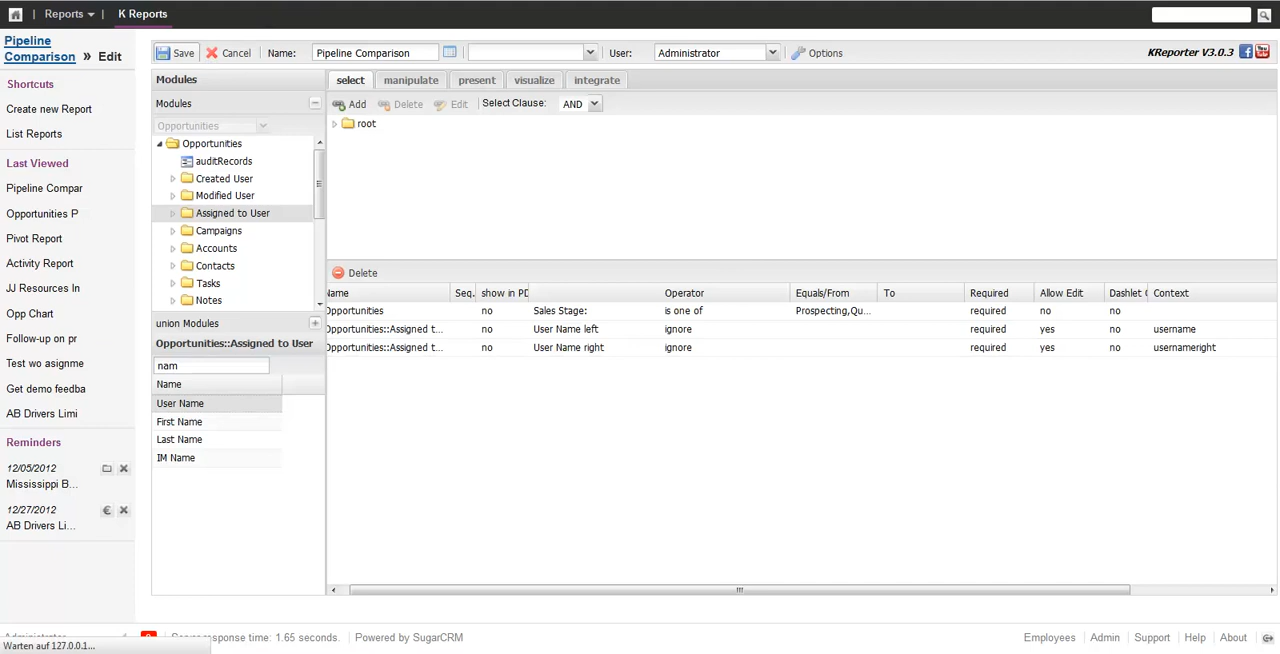 Reports
K Reports
Pipeline Comparison » Edit
Save Cancel Name: Pipeline Comparison User: Administrator Options KReporter V3.0.3
Shortcuts
Create new Report
List Reports
Last Viewed
Pipeline Compar
Opportunities P
Pivot Report
Activity Report
JJ Resources In
Opp Chart
Follow-up on pr
Test wo asignme
Get demo feedba
AB Drivers Limi
Reminders
12/05/2012
Mississippi B...
12/27/2012
AB Drivers Li...
Modules
Modules
Opportunities
Opportunities
auditRecords
Created User
Modified User
Assigned to User
Campaigns
Accounts
Contacts
Tasks
Notes
union Modules
Opportunities::Assigned to User
nam
Name
User Name
First Name
Last Name
IM Name
select manipulate present visualize integrate
Add Delete Edit Select Clause: AND
root
Delete
Name Seq. show in PD Operator Equals/From To Required Allow Edit Dashlet Context
Opportunities no Sales Stage: is one of Prospecting,Qu... required no no
Opportunities::Assigned t... no User Name left ignore required yes no username
Opportunities::Assigned t... no User Name right ignore required yes no usernameright
response time: 1.65 seconds. Powered by SugarCRM
Employees Admin Support Help About
Warten auf 127.0.0.1...